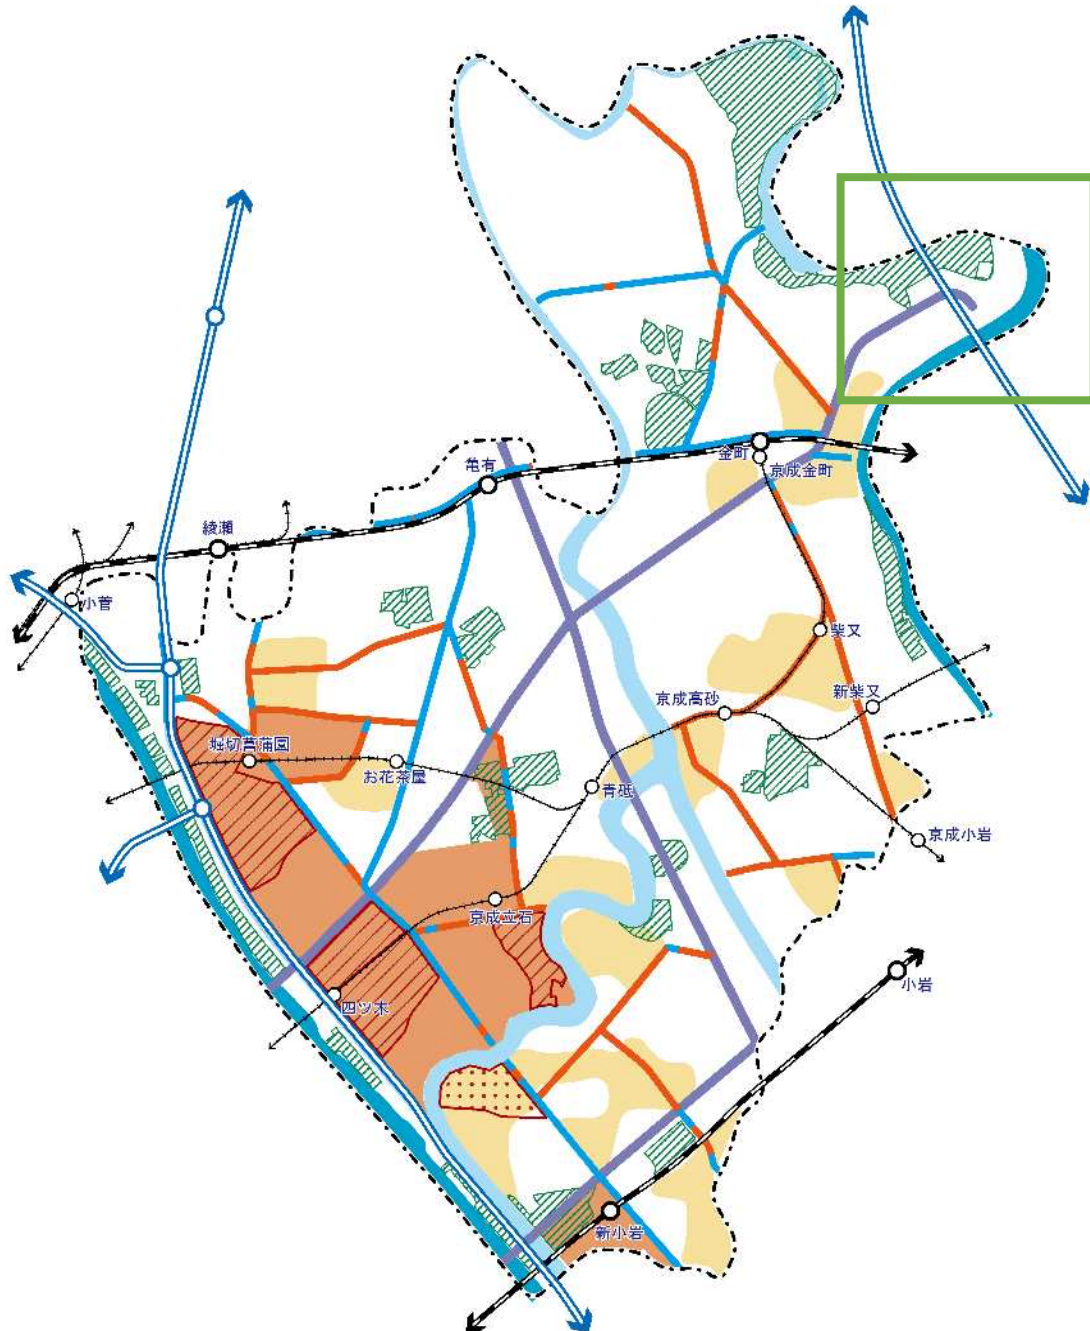 金町
京成金町
亀有
綾瀬
小菅
柴又
京成高砂
新柴又
堀切菖蒲園
お花茶屋
青砥
京成小岩
京成立石
四ツ木
小岩
新小岩